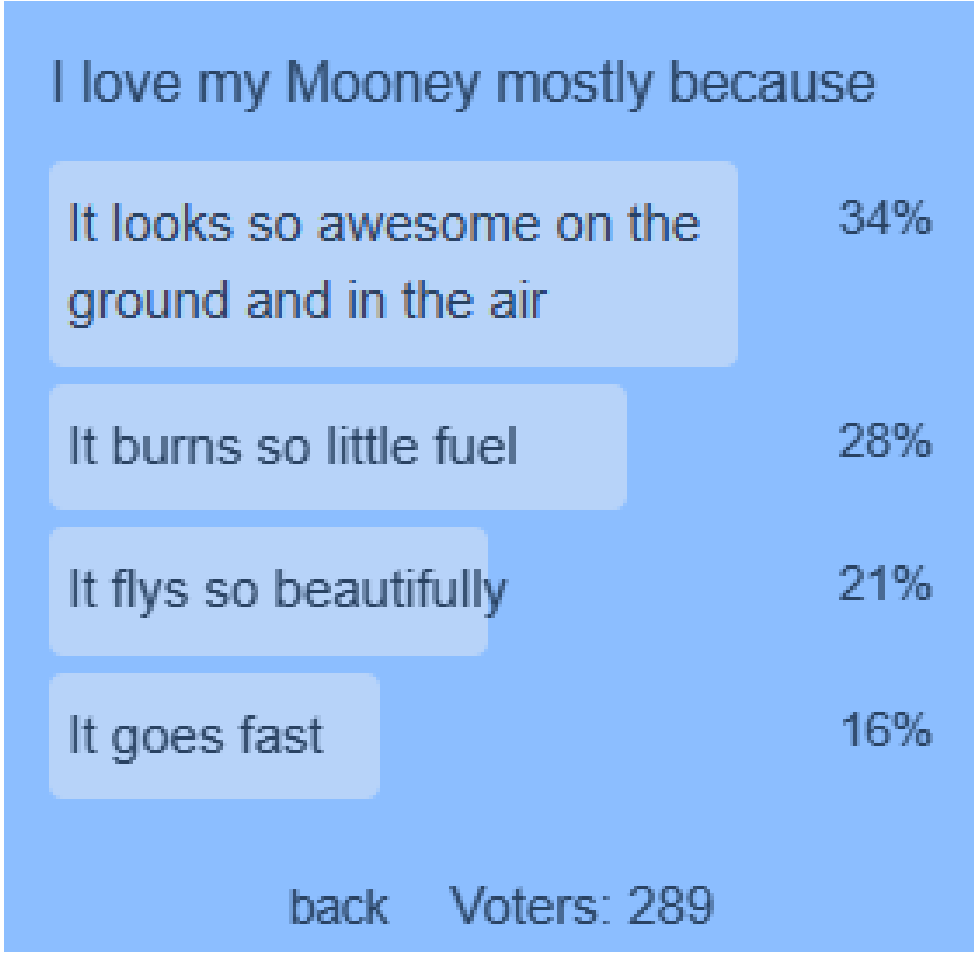 I love my Mooney mostly because
It looks so awesome on the 34%
ground and in the air
It burns so little fuel 28%
It flys so beautifully 21%
It goes fast 16%
back Voters: 289